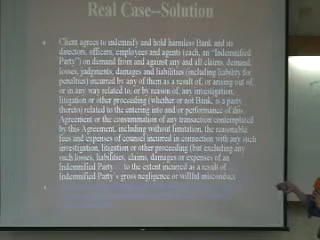 Real Case--Solution
Client agrees to indemnify and hold harmless Bank and its
directors, officers, employees and agents (each, an "Indemnified
Party") on demand from and against any and all claims, demand,
losses, judgments, damages and liabilities (including liability for
penalties) incurred by any of them as a result of, or arising out of,
or in any way related to, or by reason of, any investigation,
litigation or other proceeding (whether or not Bank, is a party
thereto) related to the entering into and or performance of this
Agreement or the consummation of any transaction contemplated
by this Agreement, including without limitation, the reasonable
fees and expenses of counsel incurred in connection with any such
investigation, litigation or other proceeding (but excluding any
such losses, liabilities, claims, damages or expenses of an
Indemnified Party to the extent incurred as a result of
Indemnified Party's gross negligence or willful misconduct